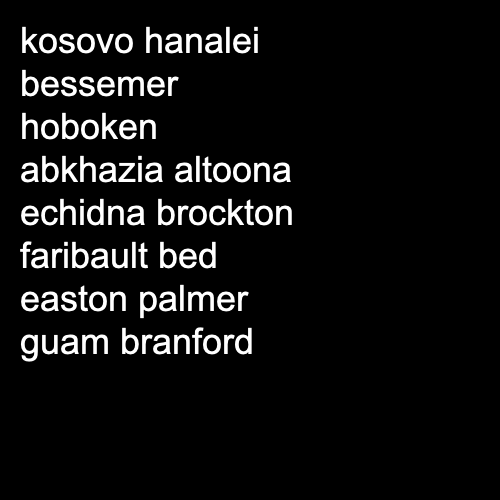 kosovo hanalei
bessemer
hoboken
abkhazia altoona
echidna brockton
faribault bed
easton palmer
guam branford